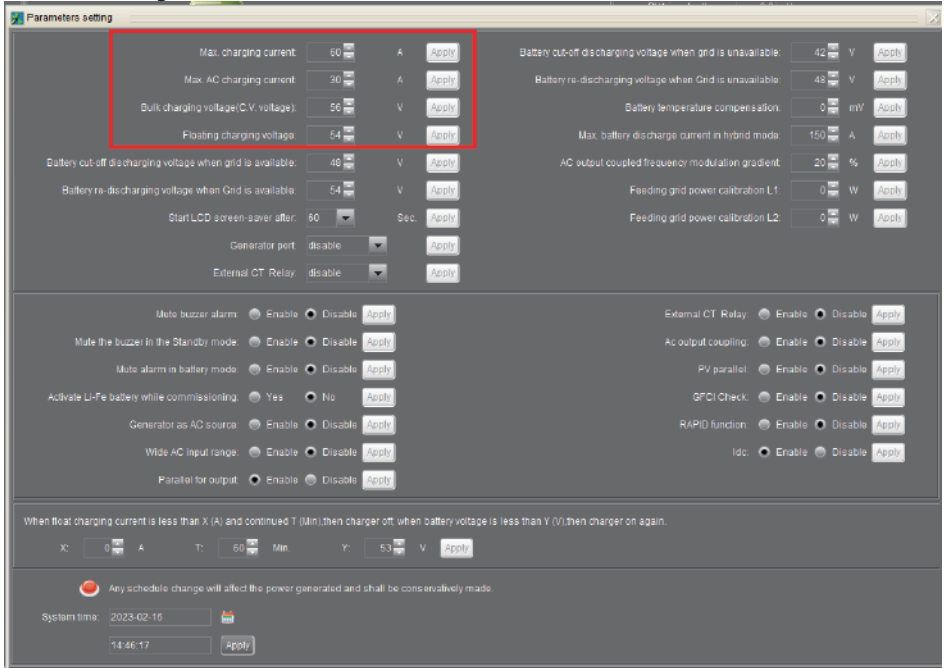 Parameters setting
Max. charging current: 60 A Apply
Max. AC charging current: 30 A Apply
Bulk charging voltage(C.V. voltage): 56 V Apply
Floating charging voltage: 54 V Apply
Battery cut-off discharging voltage when grid is available: 48 V Apply
Battery re-discharging voltage when Grid is available: 54 V Apply
Start LCD screen-saver after: 60 Sec. Apply
Generator port: disable Apply
External CT Relay: disable Apply
Battery cut-off discharging voltage when grid is unavailable: 42 V Apply
Battery re-discharging voltage when Grid is unavailable: 48 V Apply
Battery temperature compensation: 0 mV Apply
Max. battery discharge current in hybrid mode: 150 A Apply
AC output coupled frequency modulation gradient: 20 % Apply
Feeding grid power calibration L1: 0 W Apply
Feeding grid power calibration L2: 0 W Apply
Mute buzzer alarm: Enable Disable Apply
Mute the buzzer in the Standby mode: Enable Disable Apply
Mute alarm in battery mode: Enable Disable Apply
Activate Li-Fe battery while commissioning: Yes No Apply
Generator as AC source: Enable Disable Apply
Wide AC input range: Enable Disable Apply
Parallel for output: Enable Disable Apply
External CT Relay: Enable Disable Apply
Ac output coupling: Enable Disable Apply
PV parallel: Enable Disable Apply
GFCI Check: Enable Disable Apply
RAPID function: Enable Disable Apply
Idc: Enable Disable Apply
When float charging current is less than X (A) and continued T (Min),then charger off, when battery voltage is less than Y (V),then charger on again.
X: 0 A T: 60 Min. Y: 53 V Apply
Any schedule change will affect the power generated and shall be conservatively made.
System time: 2023-02-16
14:46:17 Apply